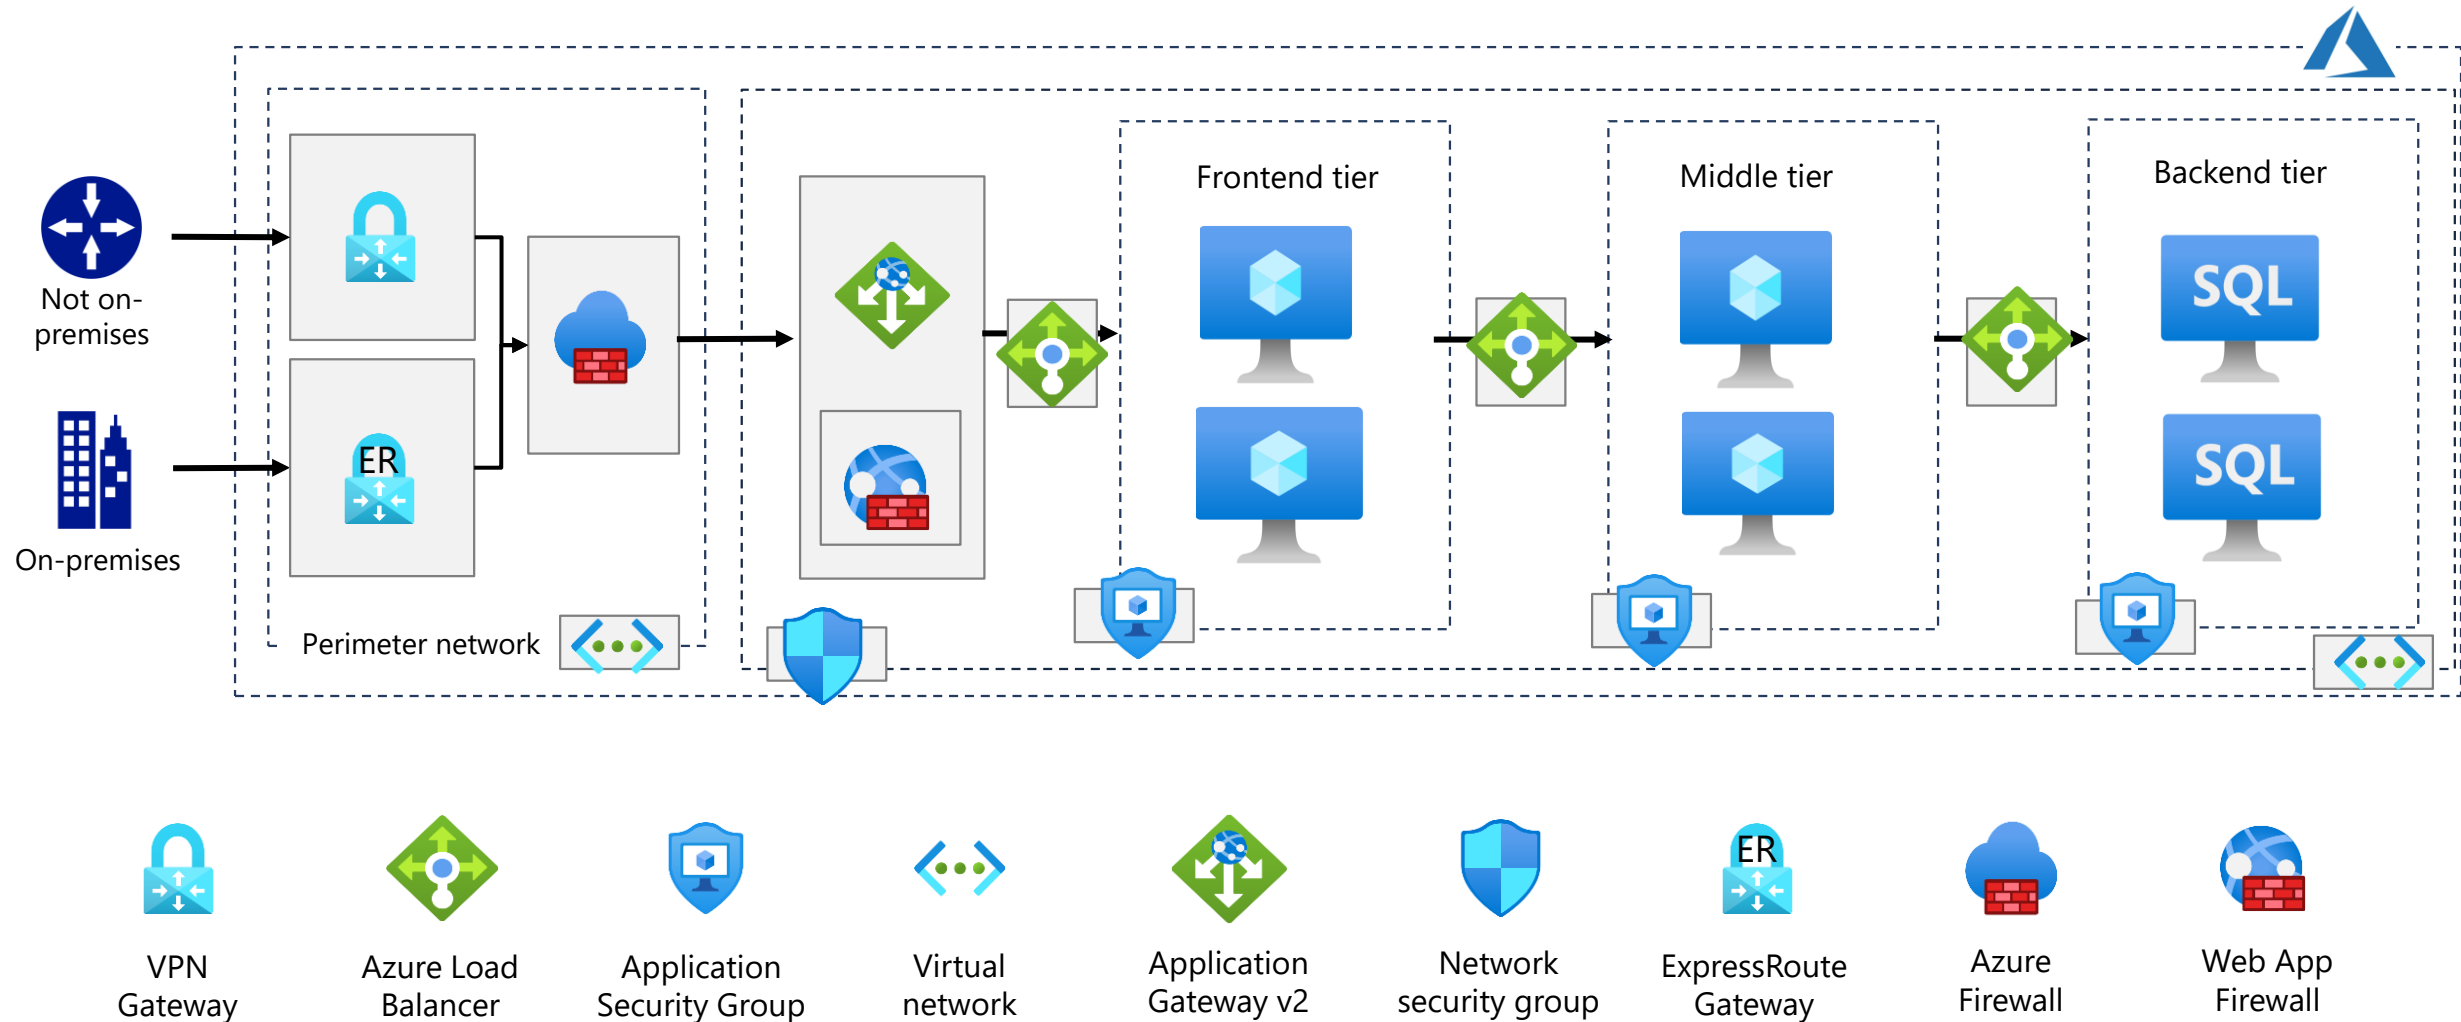 Frontend tier
Middle tier
Backend tier
SQL
Not on-
premises
SQL
ER
On-premises
Perimeter network
ER
VPN
Gateway
Azure Load
Balancer
Application
Security Group
Virtual
network
Application
Gateway v2
Network
security group
ExpressRoute
Gateway
Azure
Firewall
Web App
Firewall